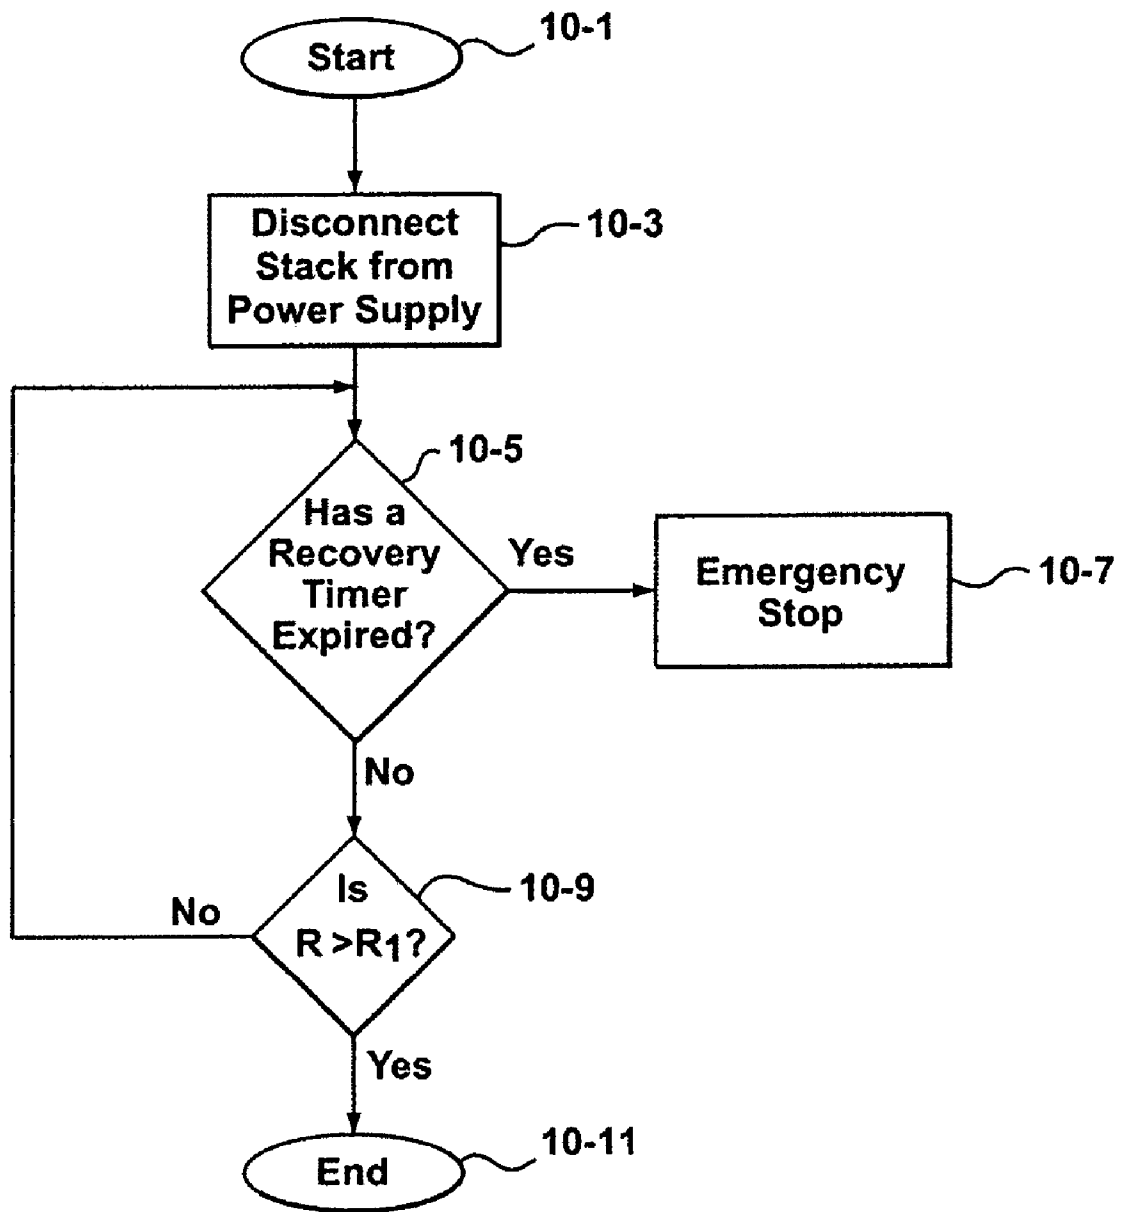 10-1
Start
Disconnect
Stack from
Power Supply
10-3
10-5
Has a
Recovery
Timer
Expired?
Yes
Emergency
Stop
10-7
No
Is
R >R1?
10-9
No
Yes
10-11
End